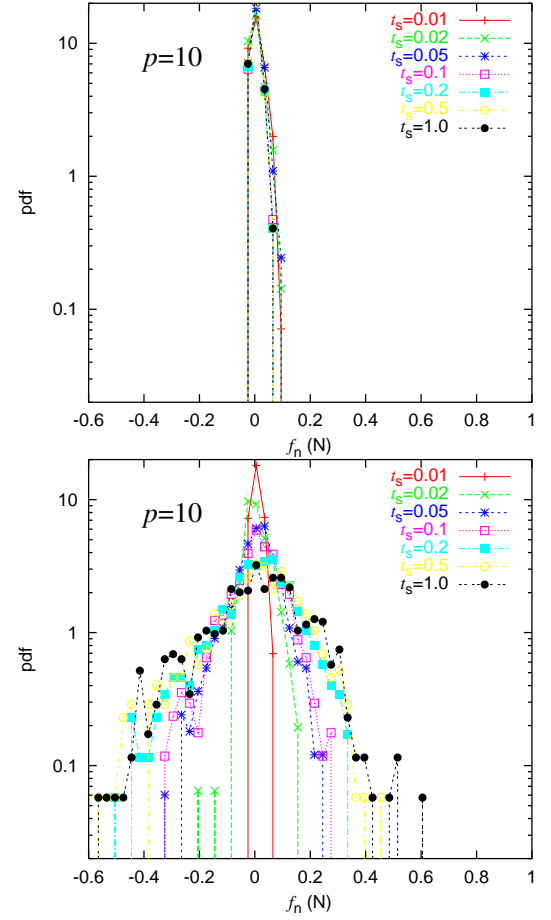 10
1
0.1
pdf
p=10
t_s=0.01
t_s=0.02
t_s=0.05
t_s=0.1
t_s=0.2
t_s=0.5
t_s=1.0
-0.6 -0.4 -0.2 0 0.2 0.4 0.6 0.8 1
f_n (N)
10
1
0.1
pdf
p=10
t_s=0.01
t_s=0.02
t_s=0.05
t_s=0.1
t_s=0.2
t_s=0.5
t_s=1.0
-0.6 -0.4 -0.2 0 0.2 0.4 0.6 0.8 1
f_n (N)